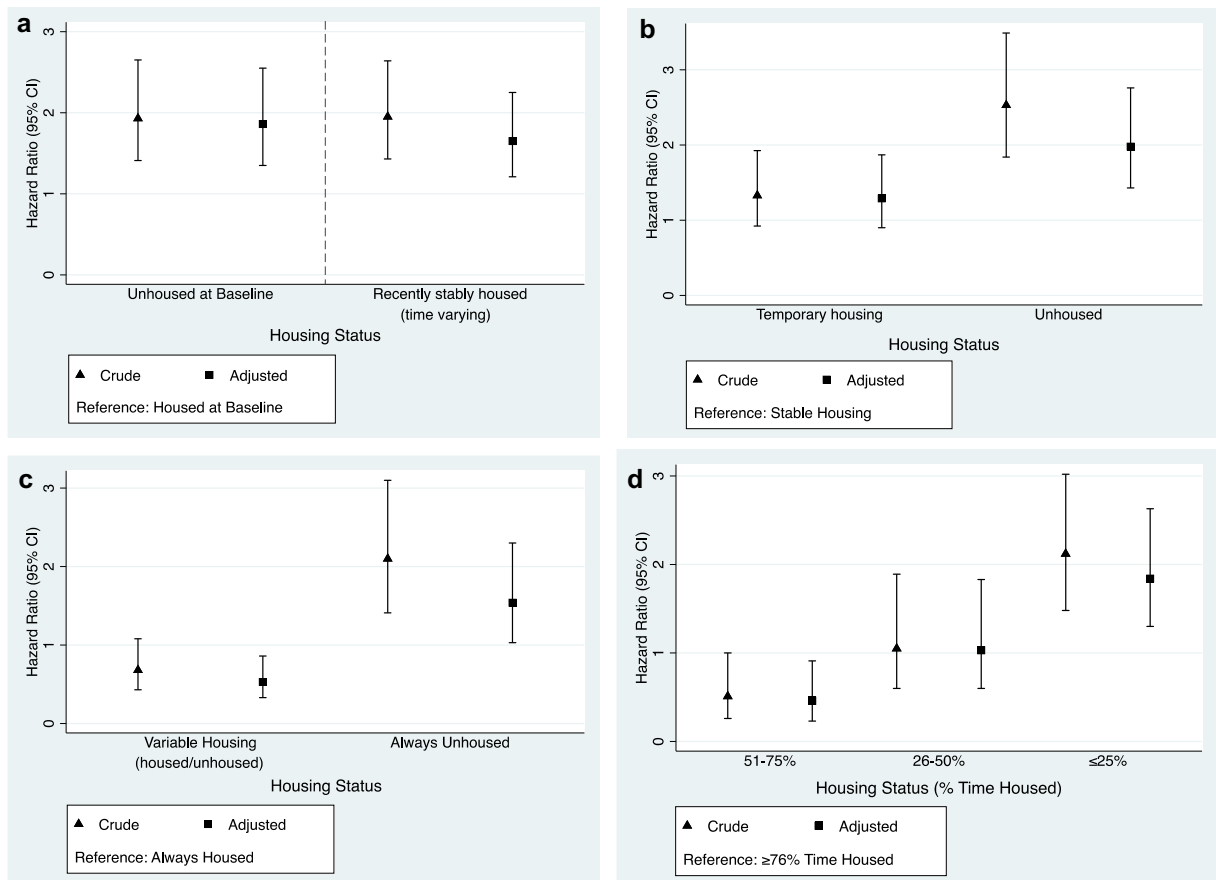 a
3
2
1
0
Hazard Ratio (95% CI)
Unhoused at Baseline
Recently stably housed
(time varying)
Housing Status
Crude
Adjusted
Reference: Housed at Baseline
b
3
2
1
0
Hazard Ratio (95% CI)
Temporary housing
Unhoused
Housing Status
Crude
Adjusted
Reference: Stable Housing
c
3
2
1
0
Hazard Ratio (95% CI)
Variable Housing
(housed/unhoused)
Always Unhoused
Housing Status
Crude
Adjusted
Reference: Always Housed
d
3
2
1
0
Hazard Ratio (95% CI)
51-75%
26-50%
≤25%
Housing Status (% Time Housed)
Crude
Adjusted
Reference: ≥76% Time Housed